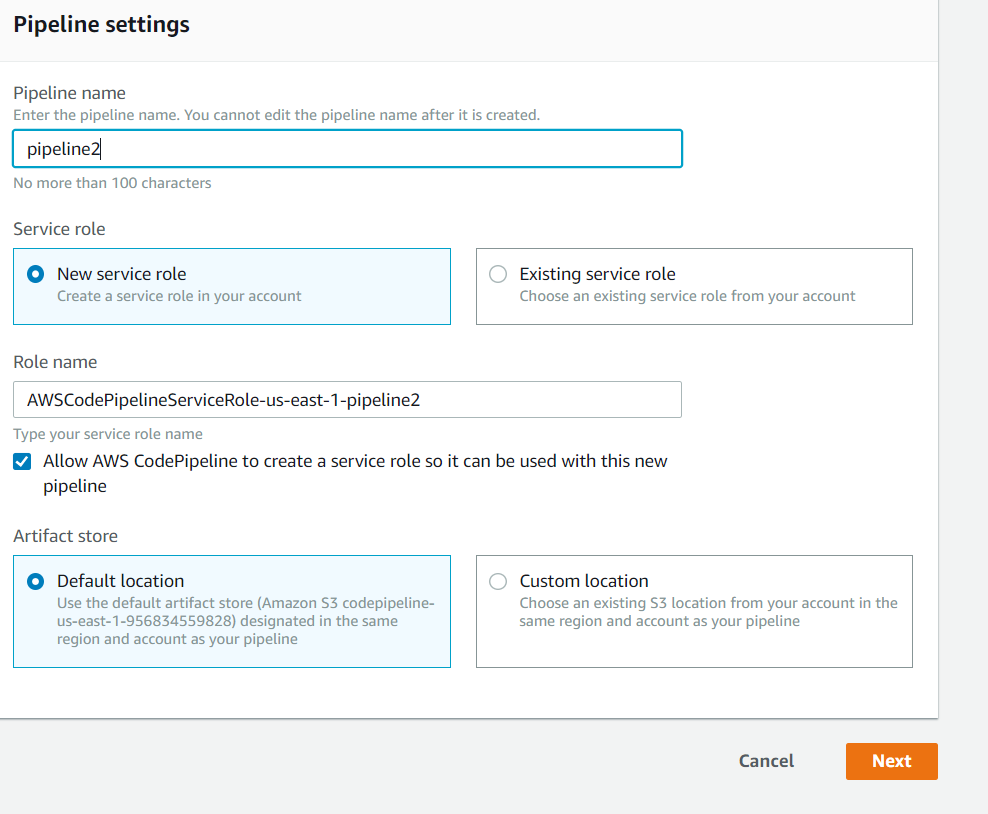 Pipeline settings
Pipeline name
Enter the pipeline name. You cannot edit the pipeline name after it is created.
pipeline2
No more than 100 characters
Service role
New service role
Create a service role in your account
Existing service role
Choose an existing service role from your account
Role name
AWSCodePipelineServiceRole-us-east-1-pipeline2
Type your service role name
Allow AWS CodePipeline to create a service role so it can be used with this new
pipeline
Artifact store
Default location
Use the default artifact store (Amazon S3 codepipeline-
us-east-1-956834559828) designated in the same
region and account as your pipeline
Custom location
Choose an existing S3 location from your account in the
same region and account as your pipeline
Cancel
Next